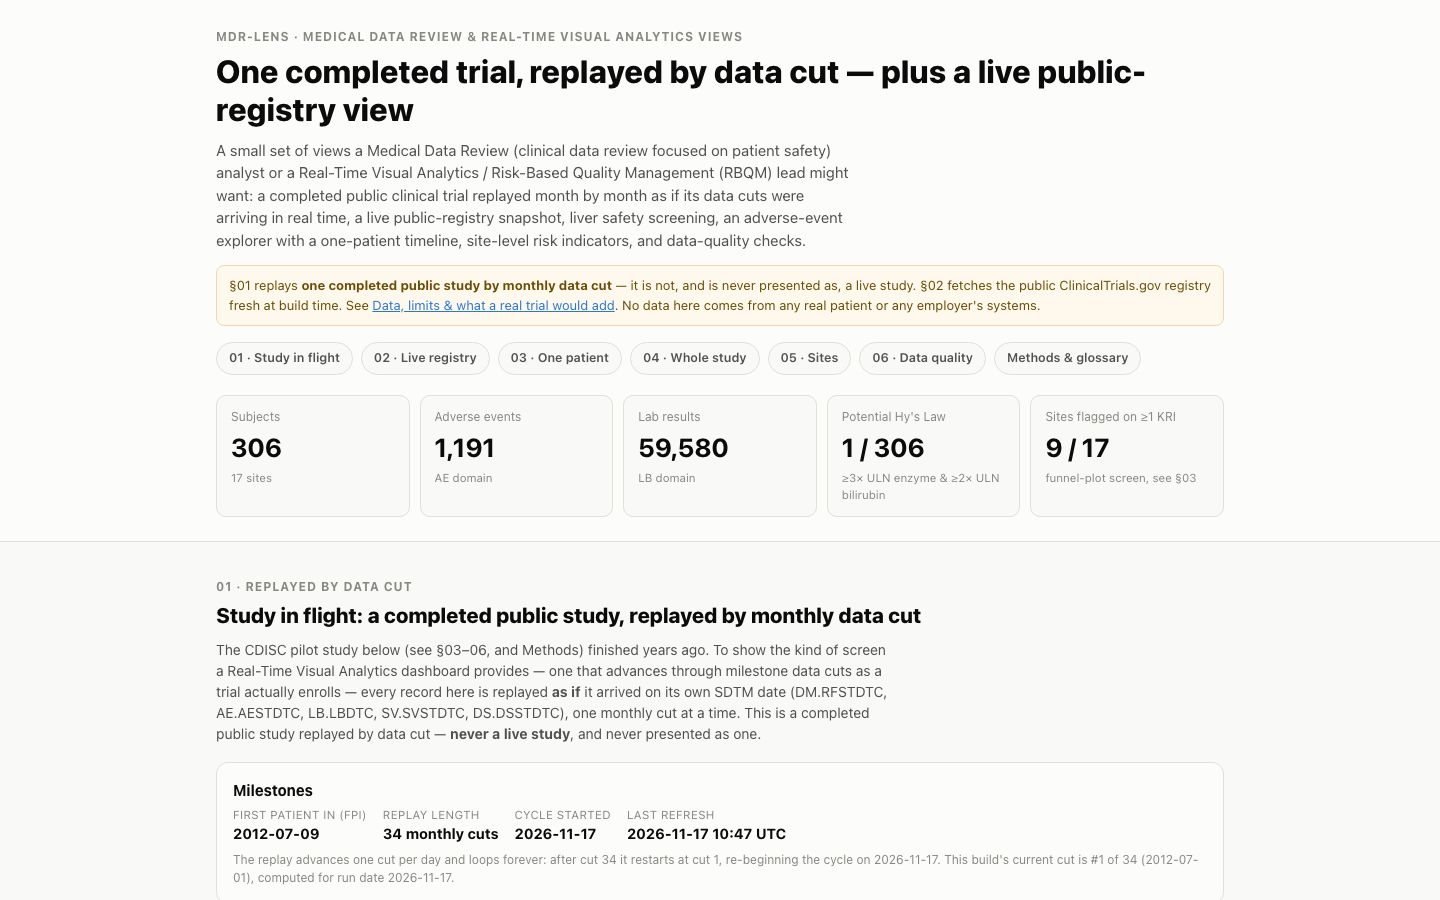 MDR-LENS · MEDICAL DATA REVIEW & REAL-TIME VISUAL ANALYTICS VIEWS
One completed trial, replayed by data cut — plus a live public-
registry view
A small set of views a Medical Data Review (clinical data review focused on patient safety)
analyst or a Real-Time Visual Analytics / Risk-Based Quality Management (RBQM) lead might
want: a completed public clinical trial replayed month by month as if its data cuts were
arriving in real time, a live public-registry snapshot, liver safety screening, an adverse-event
explorer with a one-patient timeline, site-level risk indicators, and data-quality checks.
§01 replays one completed public study by monthly data cut — it is not, and is never presented as, a live study. §02 fetches the public ClinicalTrials.gov registry
fresh at build time. See Data, limits & what a real trial would add. No data here comes from any real patient or any employer's systems.
01 · Study in flight
02 · Live registry
03 · One patient
04 · Whole study
05 · Sites
06 · Data quality
Methods & glossary
Subjects
306
17 sites
Adverse events
1,191
AE domain
Lab results
59,580
LB domain
Potential Hy's Law
1 / 306
≥3× ULN enzyme & ≥2× ULN
bilirubin
Sites flagged on ≥1 KRI
9 / 17
funnel-plot screen, see §03
01 · REPLAYED BY DATA CUT
Study in flight: a completed public study, replayed by monthly data cut
The CDISC pilot study below (see §03–06, and Methods) finished years ago. To show the kind of screen
a Real-Time Visual Analytics dashboard provides — one that advances through milestone data cuts as a
trial actually enrolls — every record here is replayed as if it arrived on its own SDTM date (DM.RFSTDTC,
AE.AESTDTC, LB.LBDTC, SV.SVSTDTC, DS.DSSTDTC), one monthly cut at a time. This is a completed
public study replayed by data cut — never a live study, and never presented as one.
Milestones
FIRST PATIENT IN (FPI)
2012-07-09
REPLAY LENGTH
34 monthly cuts
CYCLE STARTED
2026-11-17
LAST REFRESH
2026-11-17 10:47 UTC
The replay advances one cut per day and loops forever: after cut 34 it restarts at cut 1, re-beginning the cycle on 2026-11-17. This build's current cut is #1 of 34 (2012-07-
01), computed for run date 2026-11-17.